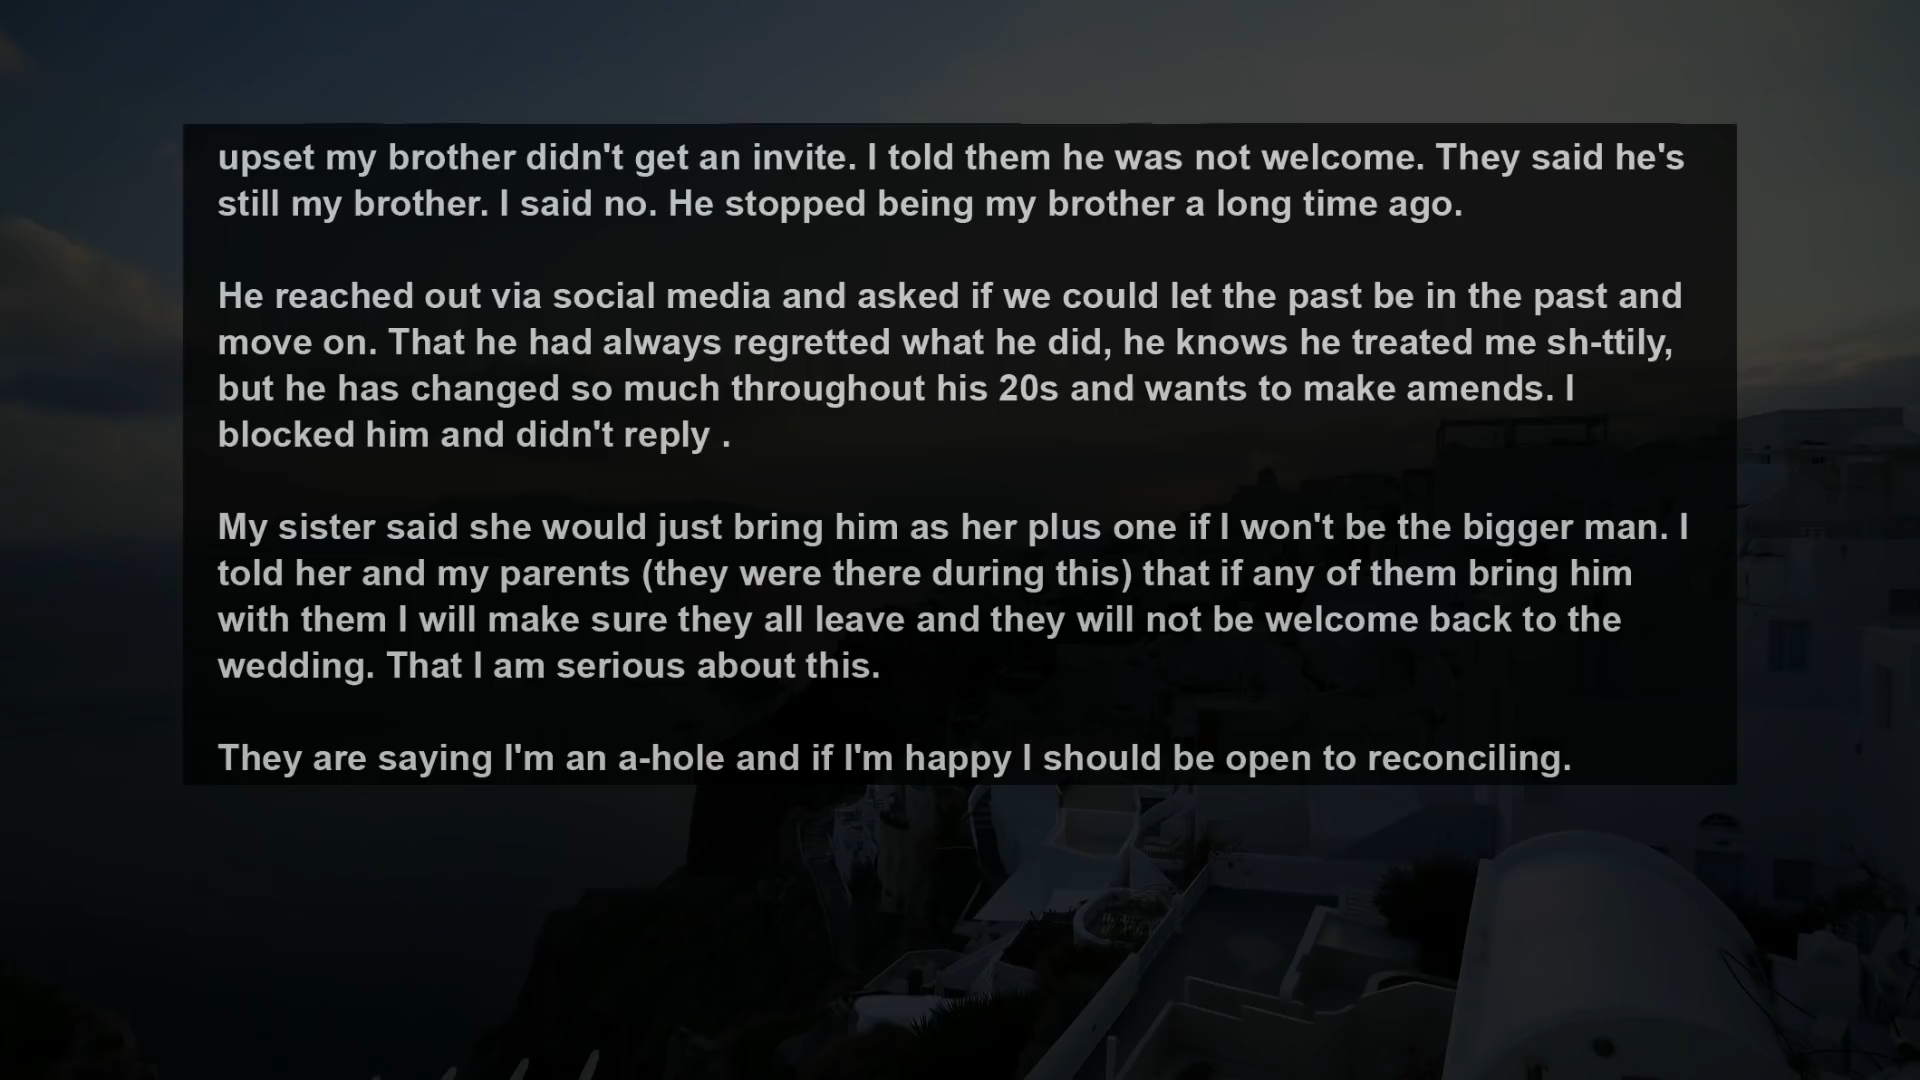 upset my brother didn't get an invite. I told them he was not welcome. They said he's
still my brother. I said no. He stopped being my brother a long time ago.
He reached out via social media and asked if we could let the past be in the past and
move on. That he had always regretted what he did, he knows he treated me sh-ttily,
but he has changed so much throughout his 20s and wants to make amends. I
blocked him and didn't reply .
My sister said she would just bring him as her plus one if I won't be the bigger man. I
told her and my parents (they were there during this) that if any of them bring him
with them I will make sure they all leave and they will not be welcome back to the
wedding. That I am serious about this.
They are saying I'm an a-hole and if I'm happy I should be open to reconciling.